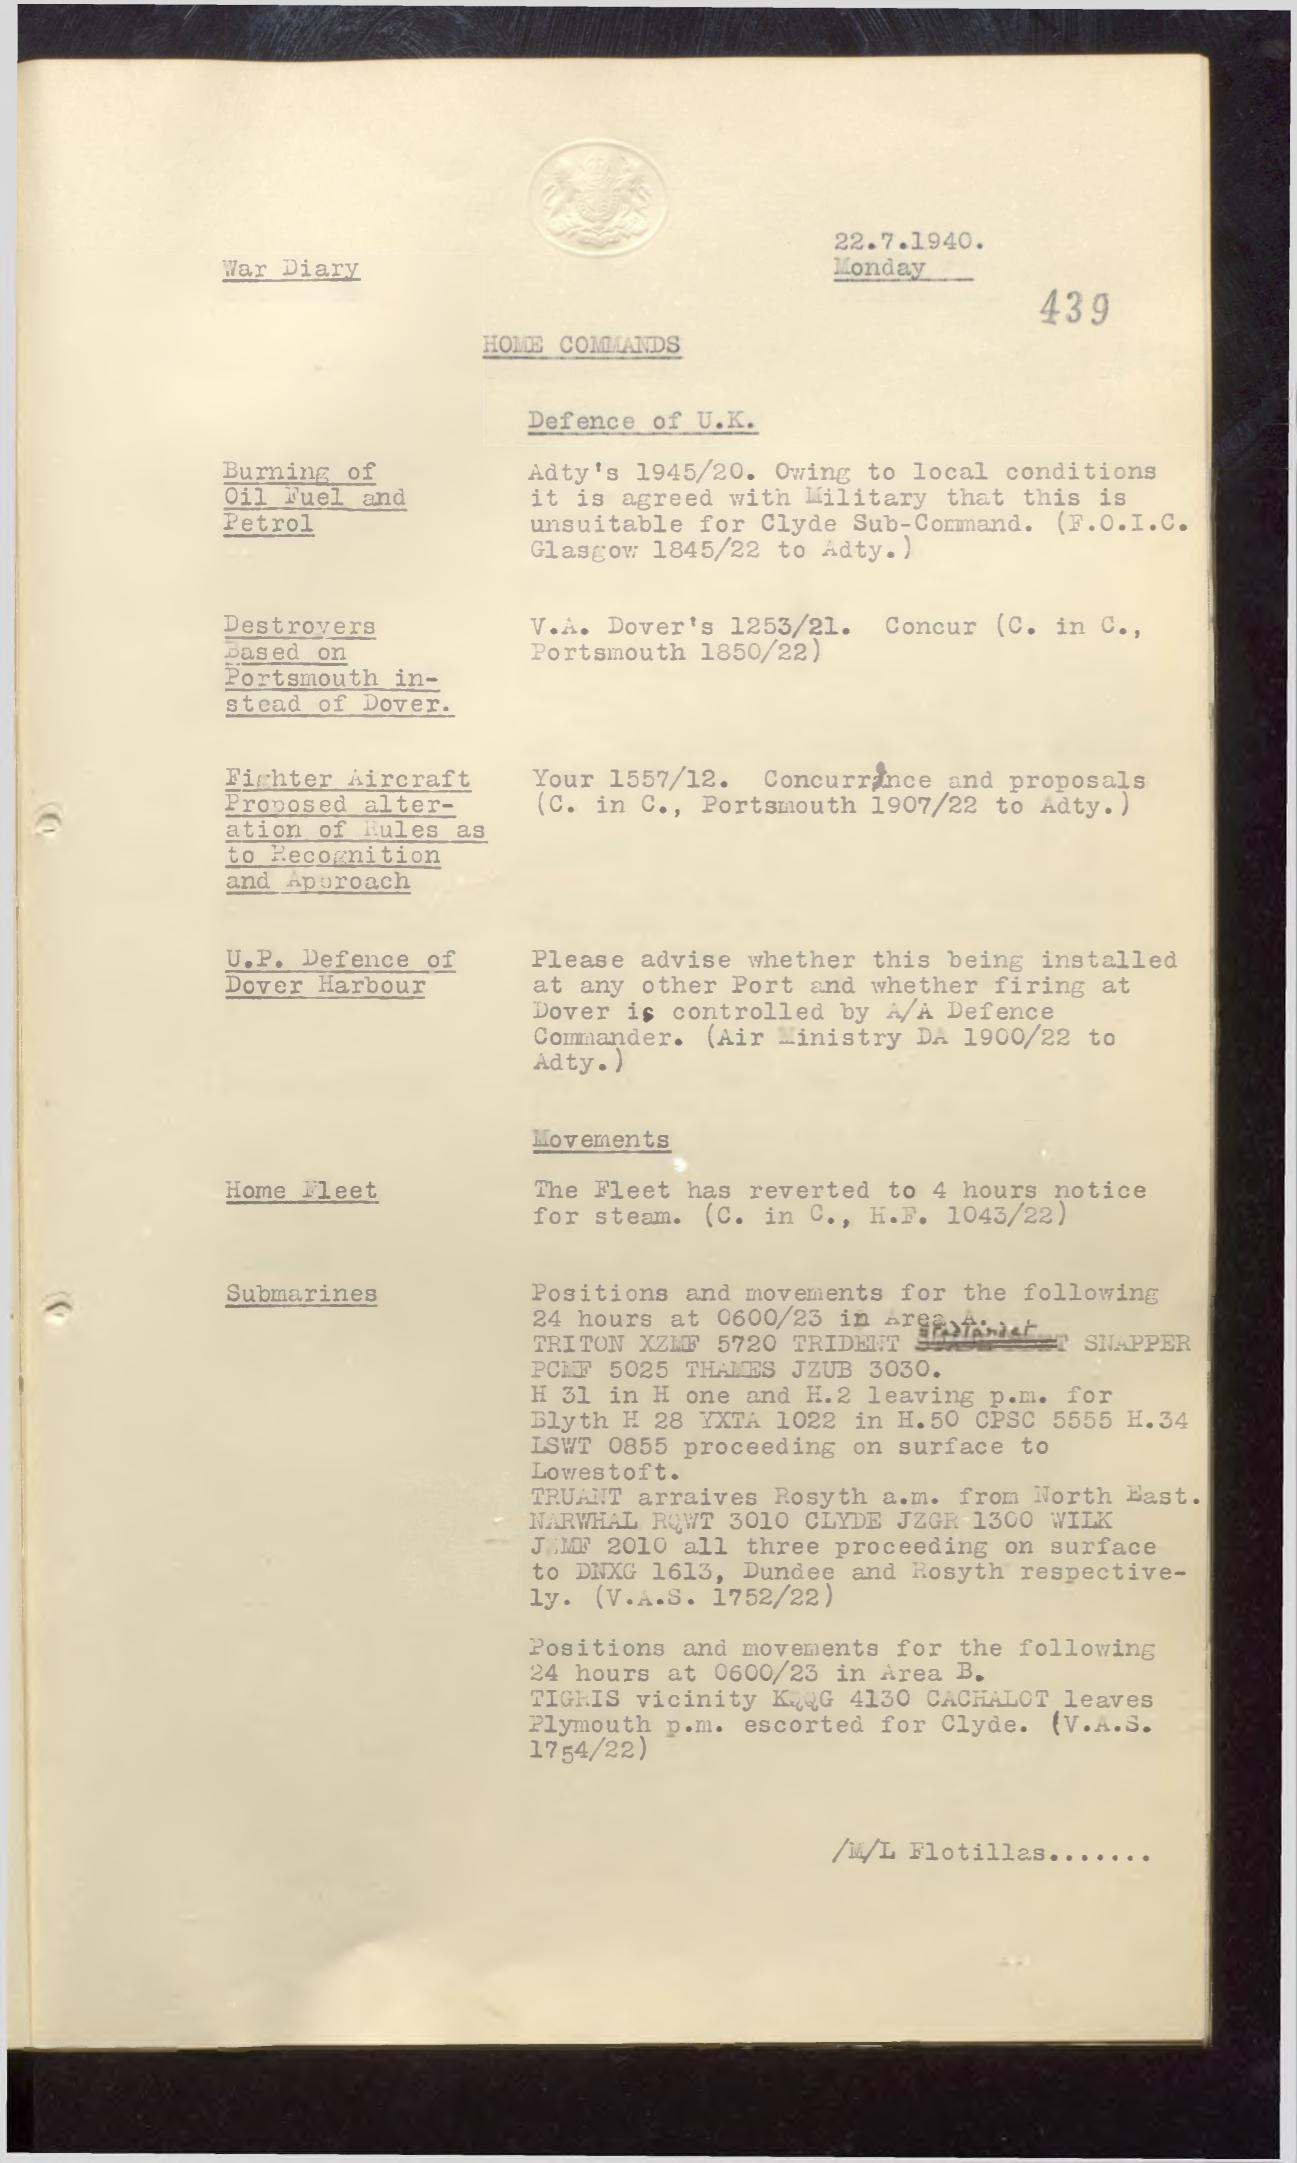 22.7.1940.
War Diary
Monday
439
HOME COMMANDS
Defence of U.K.
Burning of
Oil Fuel and
Petrol
Adty's 1945/20. Owing to local conditions
it is agreed with Military that this is
unsuitable for Clyde Sub-Command. (F.O.I.C.
Glasgow 1845/22 to Adty.)
Destroyers
Based on
Portsmouth in-
stead of Dover.
V.A. Dover's 1253/21. Concur (C. in C.,
Portsmouth 1850/22)
Fighter Aircraft
Proposed alter-
ation of Rules as
to Recognition
and Approach
Your 1557/12. Concurrence and proposals
(C. in C., Portsmouth 1907/22 to Adty.)
U.P. Defence of
Dover Harbour
Please advise whether this being installed
at any other Port and whether firing at
Dover is controlled by A/A Defence
Commander. (Air Ministry DA 1900/22 to
Adty.)
Movements
Home Fleet
The Fleet has reverted to 4 hours notice
for steam. (C. in C., H.F. 1043/22)
Submarines
Positions and movements for the following
24 hours at 0600/23 in Area A.
TRITON XZMF 5720 TRIDENT SNAPPER
PCMF 5025 THAMES JZUB 3030.
H 31 in H one and H.2 leaving p.m. for
Blyth H 28 YXTA 1022 in H.50 CPSC 5555 H.34
LSWT 0855 proceeding on surface to
Lowestoft.
TRUANT arraives Rosyth a.m. from North East.
NARWHAL RQWT 3010 CLYDE JZGR 1300 WILK
2010 all three proceeding on surface
to DNXG 1613, Dundee and Rosyth respective-
ly. (V.A.S. 1752/22)
Positions and movements for the following
24 hours at 0600/23 in Area B.
TIGRIS vicinity KQQG 4130 CACHALOT leaves
Plymouth p.m. escorted for Clyde. (V.A.S.
1754/22)
/M/L Flotillas.......